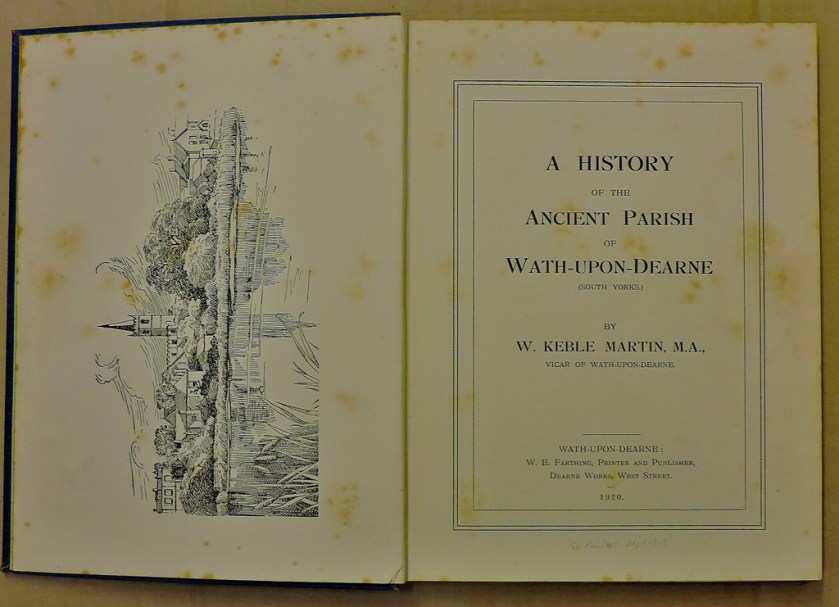 A HISTORY
OF THE
ANCIENT PARISH
OF
WATH-UPON-DEARNE
(SOUTH YORKS.)
BY
W. KEBLE MARTIN, M.A.,
VICAR OF WATH-UPON-DEARNE.
WATH-UPON-DEARNE:
W. E. FARTHING, PRINTER AND PUBLISHER,
DEARNE WORKS, WEST STREET.
1920.